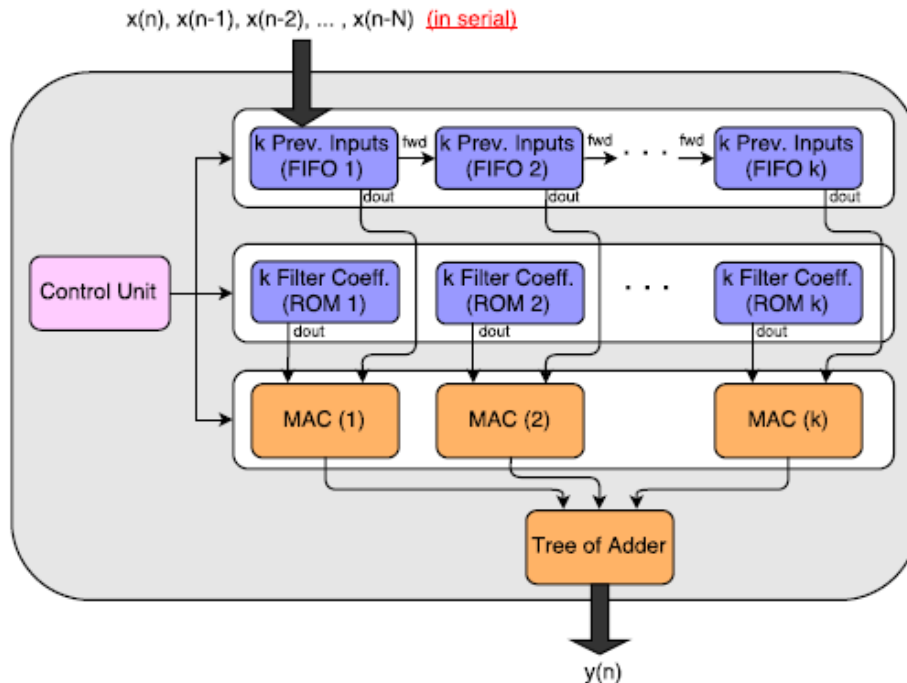 x(n), x(n-1), x(n-2), ... , x(n-N) (in serial)
k Prev. Inputs
(FIFO 1)
fwd
k Prev. Inputs
(FIFO 2)
fwd
. . .
fwd
k Prev. Inputs
(FIFO k)
dout
dout
dout
Control Unit
k Filter Coeff.
(ROM 1)
k Filter Coeff.
(ROM 2)
. . .
k Filter Coeff.
(ROM k)
dout
dout
dout
MAC (1)
MAC (2)
MAC (k)
Tree of Adder
y(n)